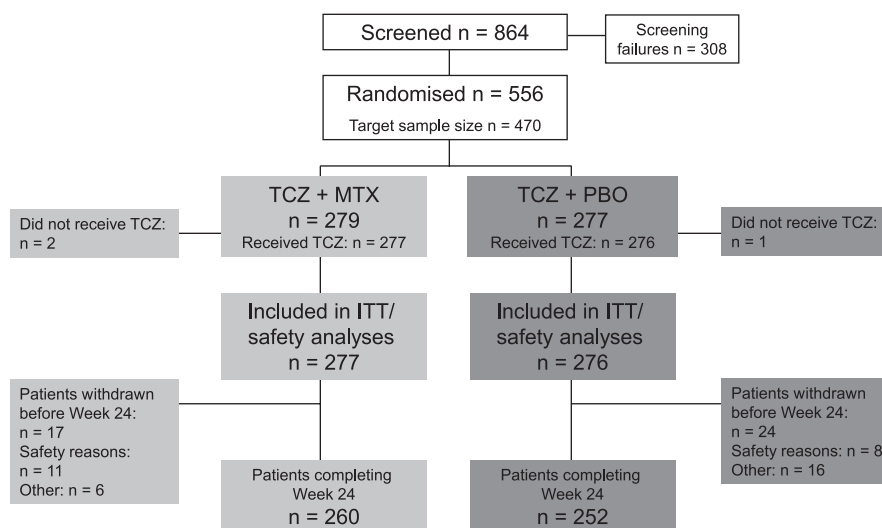 Screened n = 864
Screening
failures n = 308
Randomised n = 556
Target sample size n = 470
TCZ + MTX
n = 279
Received TCZ: n = 277
TCZ + PBO
n = 277
Received TCZ: n = 276
Did not receive TCZ:
n = 2
Did not receive TCZ:
n = 1
Included in ITT/
safety analyses
n = 277
Included in ITT/
safety analyses
n = 276
Patients withdrawn
before Week 24:
n = 17
Safety reasons:
n = 11
Other: n = 6
Patients withdrawn
before Week 24:
n = 24
Safety reasons: n = 8
Other: n = 16
Patients completing
Week 24
n = 260
Patients completing
Week 24
n = 252